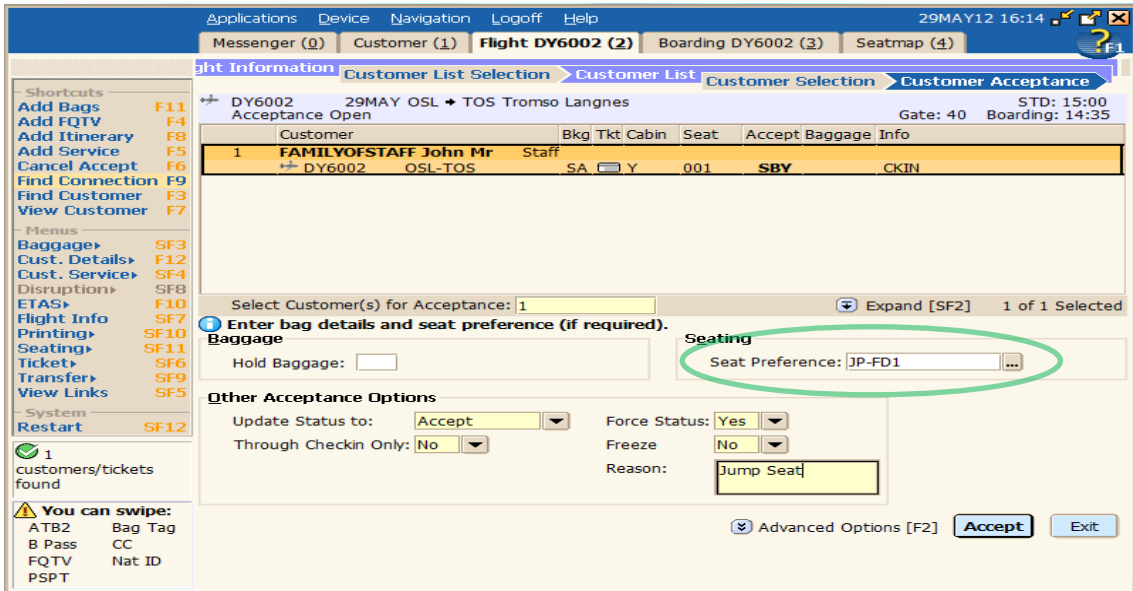 Applications Device Navigation Logoff Help 29MAY12 16:14
Messenger (0) Customer (1) Flight DY6002 (2) Boarding DY6002 (3) Seatmap (4) ?F1
ght Information Customer List Selection Customer List Customer Selection Customer Acceptance
Shortcuts
Add Bags F11
Add FQTV F4
Add Itinerary F8
Add Service F5
Cancel Accept F6
Find Connection F9
Find Customer F3
View Customer F7
Menus
Baggage SF3
Cust. Details F12
Cust. Service SF4
Disruption SF8
ETAS F10
Flight Info SF7
Printing SF10
Seating SF11
Ticket SF6
Transfer SF9
View Links SF5
System
Restart SF12
1
customers/tickets
found
You can swipe:
ATB2 Bag Tag
B Pass CC
FQTV Nat ID
PSPT
DY6002 29MAY OSL TOS Tromso Langnes STD: 15:00
Acceptance Open Gate: 40 Boarding: 14:35
Customer Bkg Tkt Cabin Seat Accept Baggage Info
1 FAMILYOFSTAFF John Mr Staff
DY6002 OSL-TOS SA Y 001 SBY CKIN
Select Customer(s) for Acceptance: 1 Expand [SF2] 1 of 1 Selected
Enter bag details and seat preference (if required).
Baggage Seating
Hold Baggage: Seat Preference: JP-FD1 ...
Other Acceptance Options
Update Status to: Accept Force Status: Yes
Through Checkin Only: No Freeze No
Reason: Jump Seat
Advanced Options [F2] Accept Exit